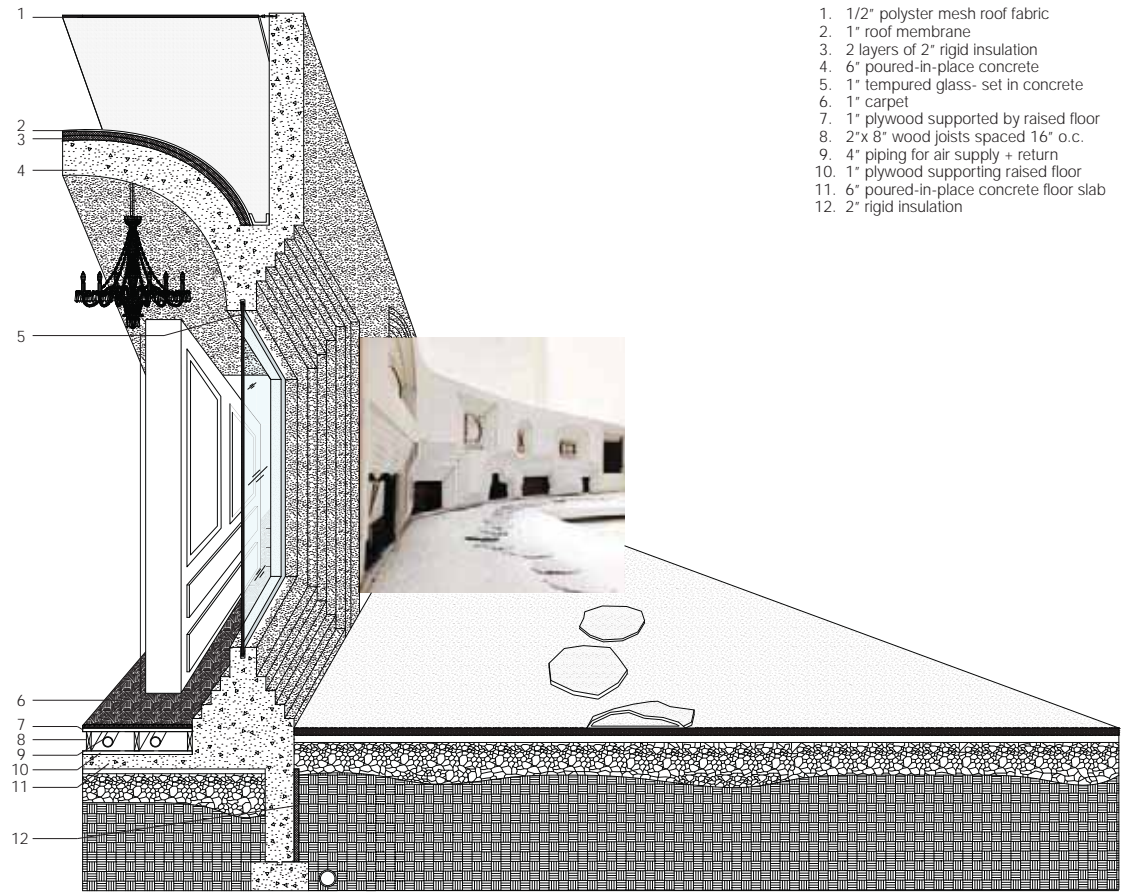 1
2
3
4
5
6
7
8
9
10
11
12
1. 1/2" polyster mesh roof fabric
2. 1" roof membrane
3. 2 layers of 2" rigid insulation
4. 6" poured-in-place concrete
5. 1" tempured glass- set in concrete
6. 1" carpet
7. 1" plywood supported by raised floor
8. 2"x 8" wood joists spaced 16" o.c.
9. 4" piping for air supply + return
10. 1" plywood supporting raised floor
11. 6" poured-in-place concrete floor slab
12. 2" rigid insulation